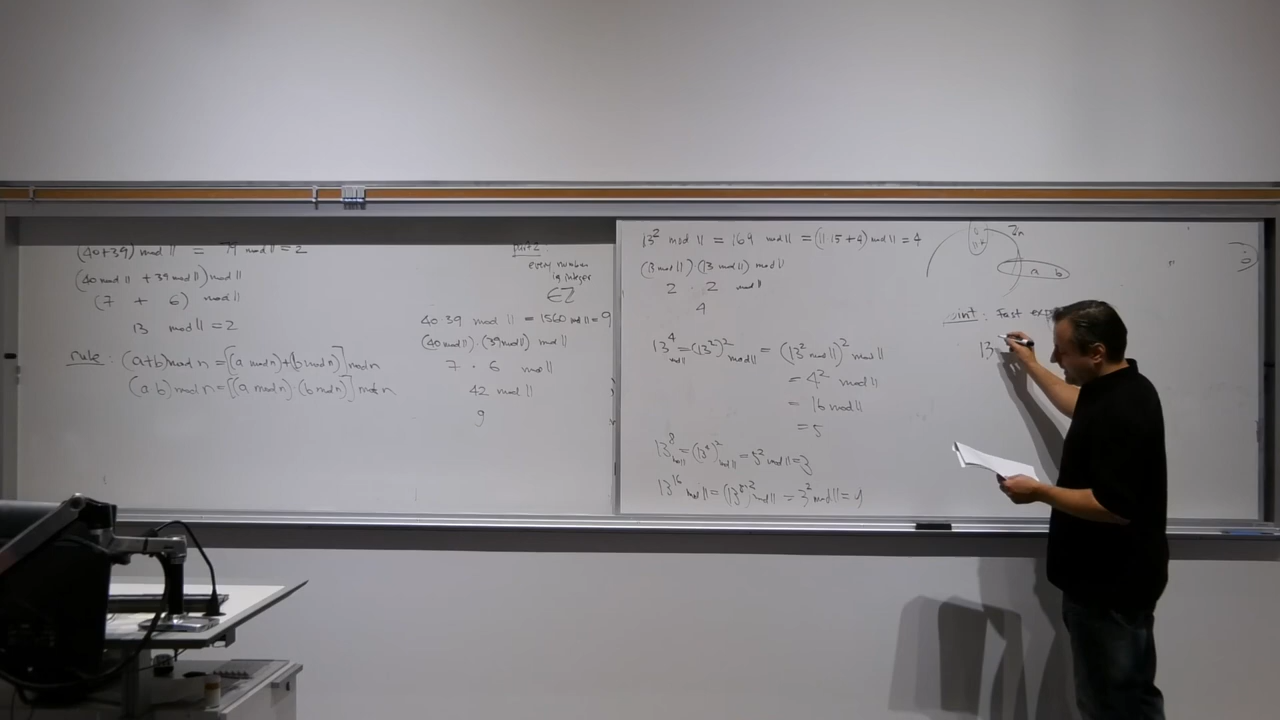 (40+39) mod 11 = 79 mod 11 = 2
(40 mod 11 + 39 mod 11) mod 11
(7 + 6) mod 11
13 mod 11 = 2
rule: (a+b) mod n = [(a mod n)+(b mod n)] mod n
(a b) mod n = [(a mod n)·(b mod n)] mod n
every number
is integer
∈ℤ
40·39 mod 11 = 1560 mod 11 = 9
(40 mod 11)·(39 mod 11) mod 11
7 · 6 mod 11
42 mod 11
9
13² mod 11 = 169 mod 11 = (11·15+4) mod 11 = 4
(13 mod 11)·(13 mod 11) mod 11
2 · 2 mod 11
4
13⁴ mod 11 = (13²)² mod 11 = (13² mod 11)² mod 11
= 4² mod 11
= 16 mod 11
= 5
13⁸ mod 11 = (13⁴)² mod 11 = 5² mod 11 = 3
13¹⁶ mod 11 = (13⁸)² mod 11 = 3² mod 11 = 9
ℤn
a b
point: fast exp
13